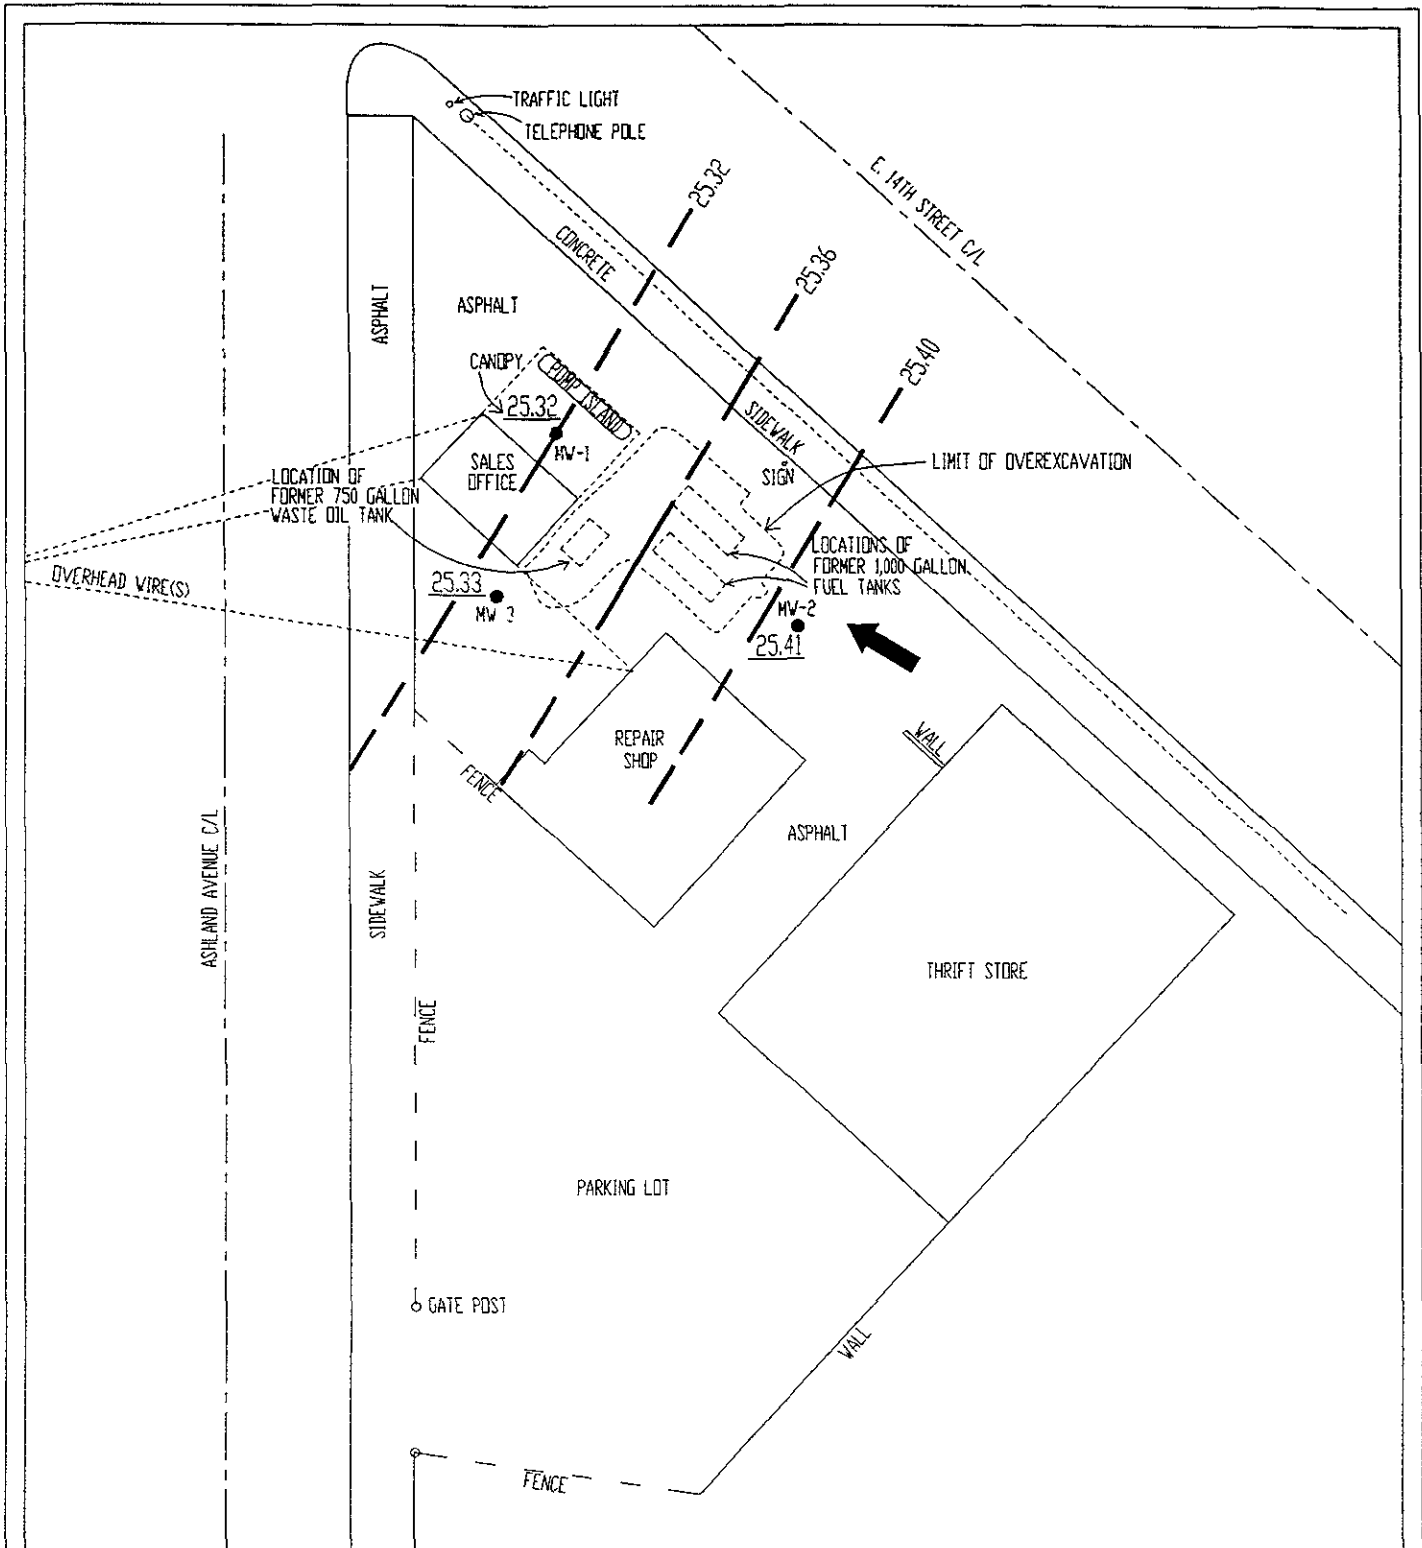 TRAFFIC LIGHT
TELEPHONE POLE
E. 14TH STREET C/L
25.32
25.36
25.40
CONCRETE
ASPHALT
ASPHALT
CANOPY
PUMP ISLAND
25.32
MW-1
SIDEWALK
SIGN
LIMIT OF OVEREXCAVATION
SALES
OFFICE
LOCATION OF
FORMER 750 GALLON
WASTE OIL TANK
LOCATIONS OF
FORMER 1,000 GALLON
FUEL TANKS
OVERHEAD WIRE(S)
25.33
MW 3
MW-2
25.41
REPAIR
SHOP
WALL
FENCE
ASPHALT
ASHLAND AVENUE C/L
SIDEWALK
THRIFT STORE
FENCE
PARKING LOT
GATE POST
WALL
FENCE